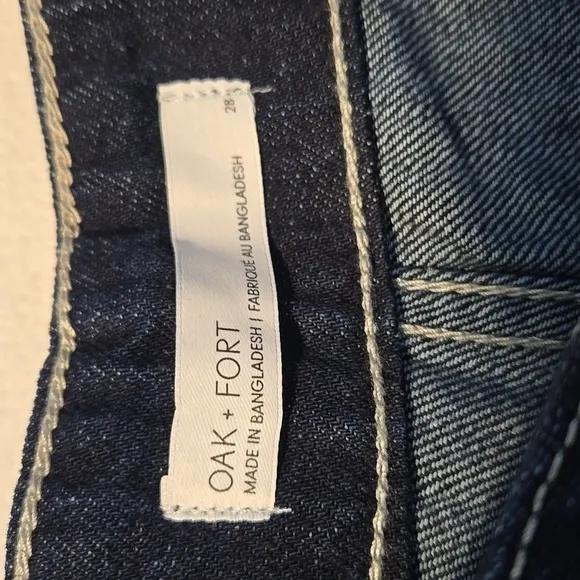 OAK + FORT
MADE IN BANGLADESH | FABRIQUÉ AU BANGLADESH
28